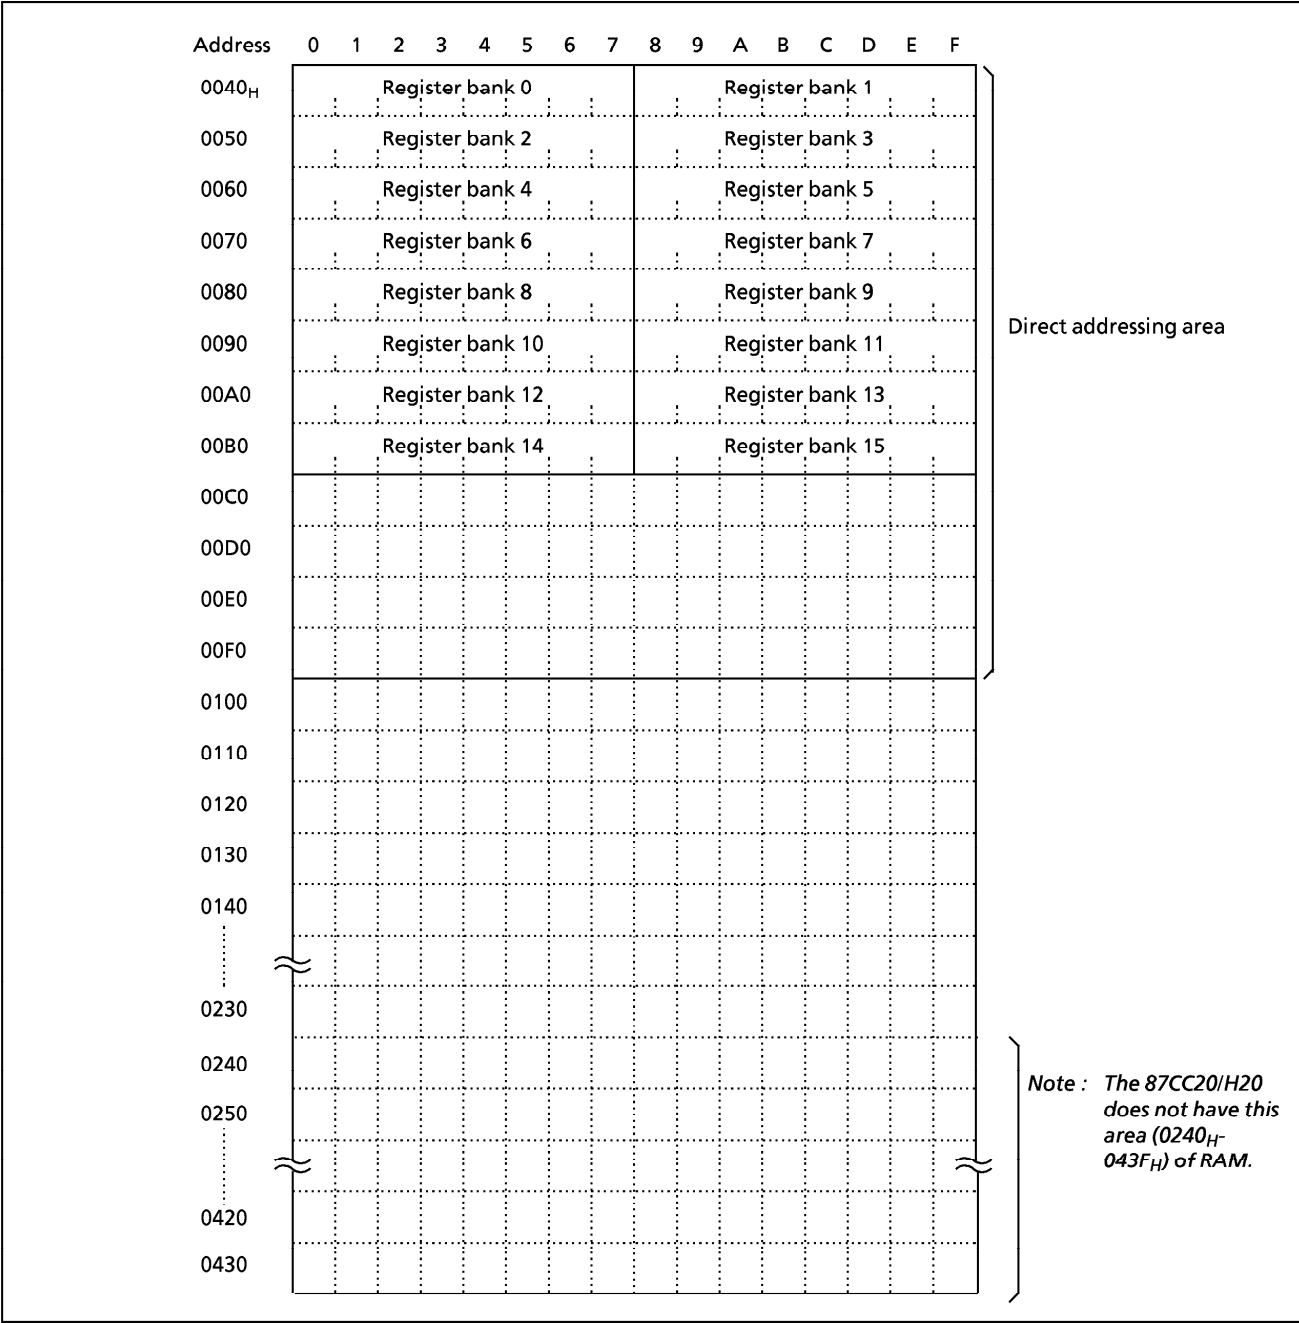 Address 0 1 2 3 4 5 6 7 8 9 A B C D E F
0040H Register bank 0 Register bank 1
0050 Register bank 2 Register bank 3
0060 Register bank 4 Register bank 5
0070 Register bank 6 Register bank 7
0080 Register bank 8 Register bank 9
Direct addressing area
0090 Register bank 10 Register bank 11
00A0 Register bank 12 Register bank 13
00B0 Register bank 14 Register bank 15
00C0
00D0
00E0
00F0
0100
0110
0120
0130
0140
0230
0240
0250
0420
0430
Note : The 87CC20/H20
does not have this
area (0240H-
043FH) of RAM.